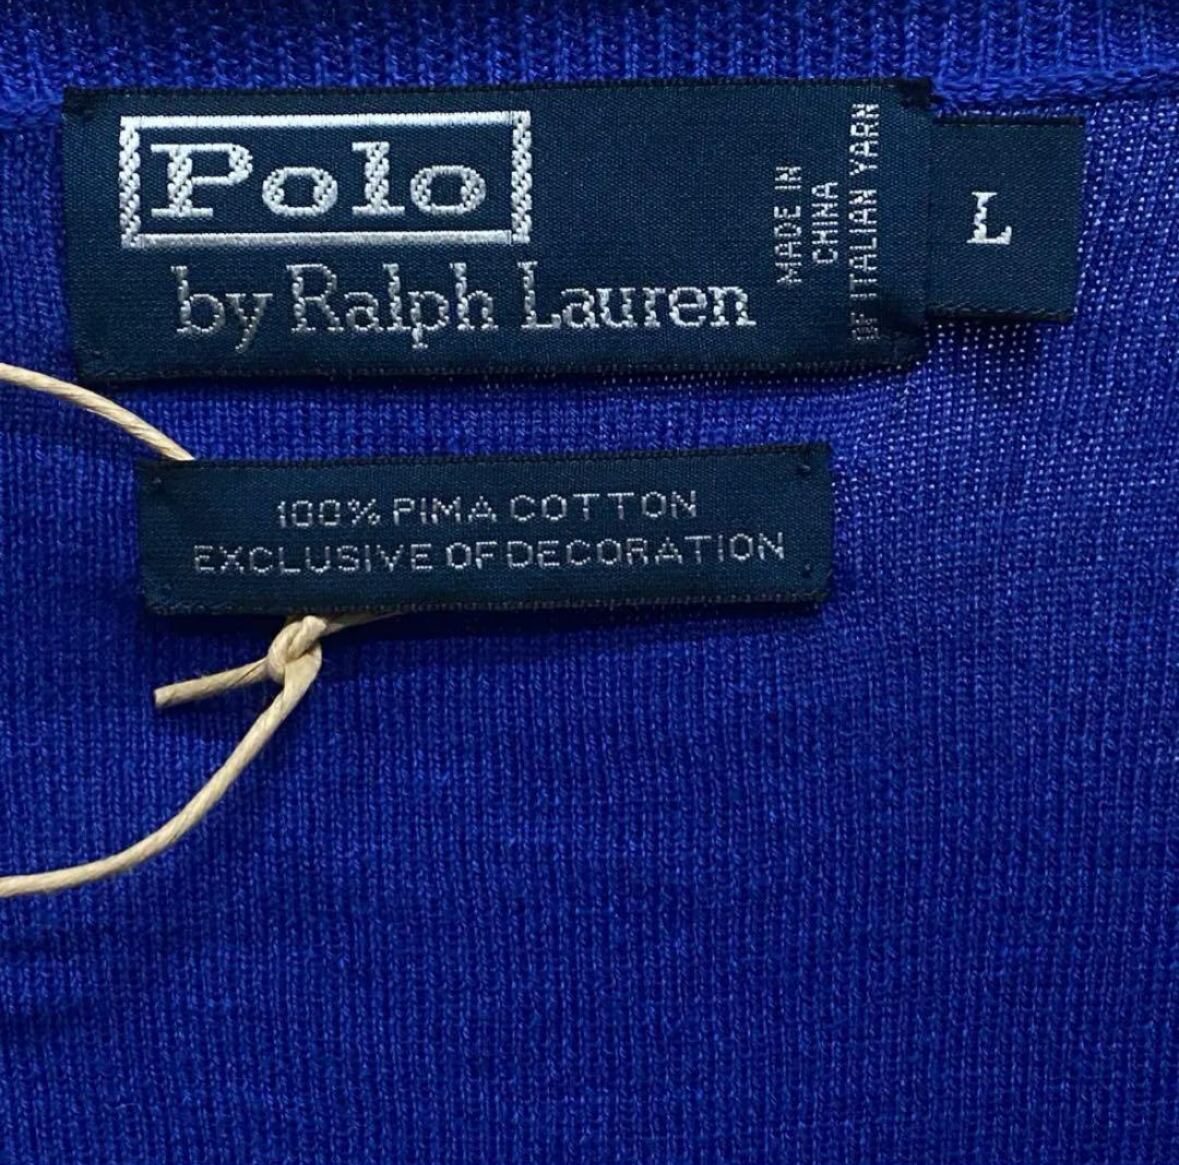 Polo
by Ralph Lauren
MADE IN
CHINA
OF ITALIAN YARN
L
100% PIMA COTTON
EXCLUSIVE OF DECORATION